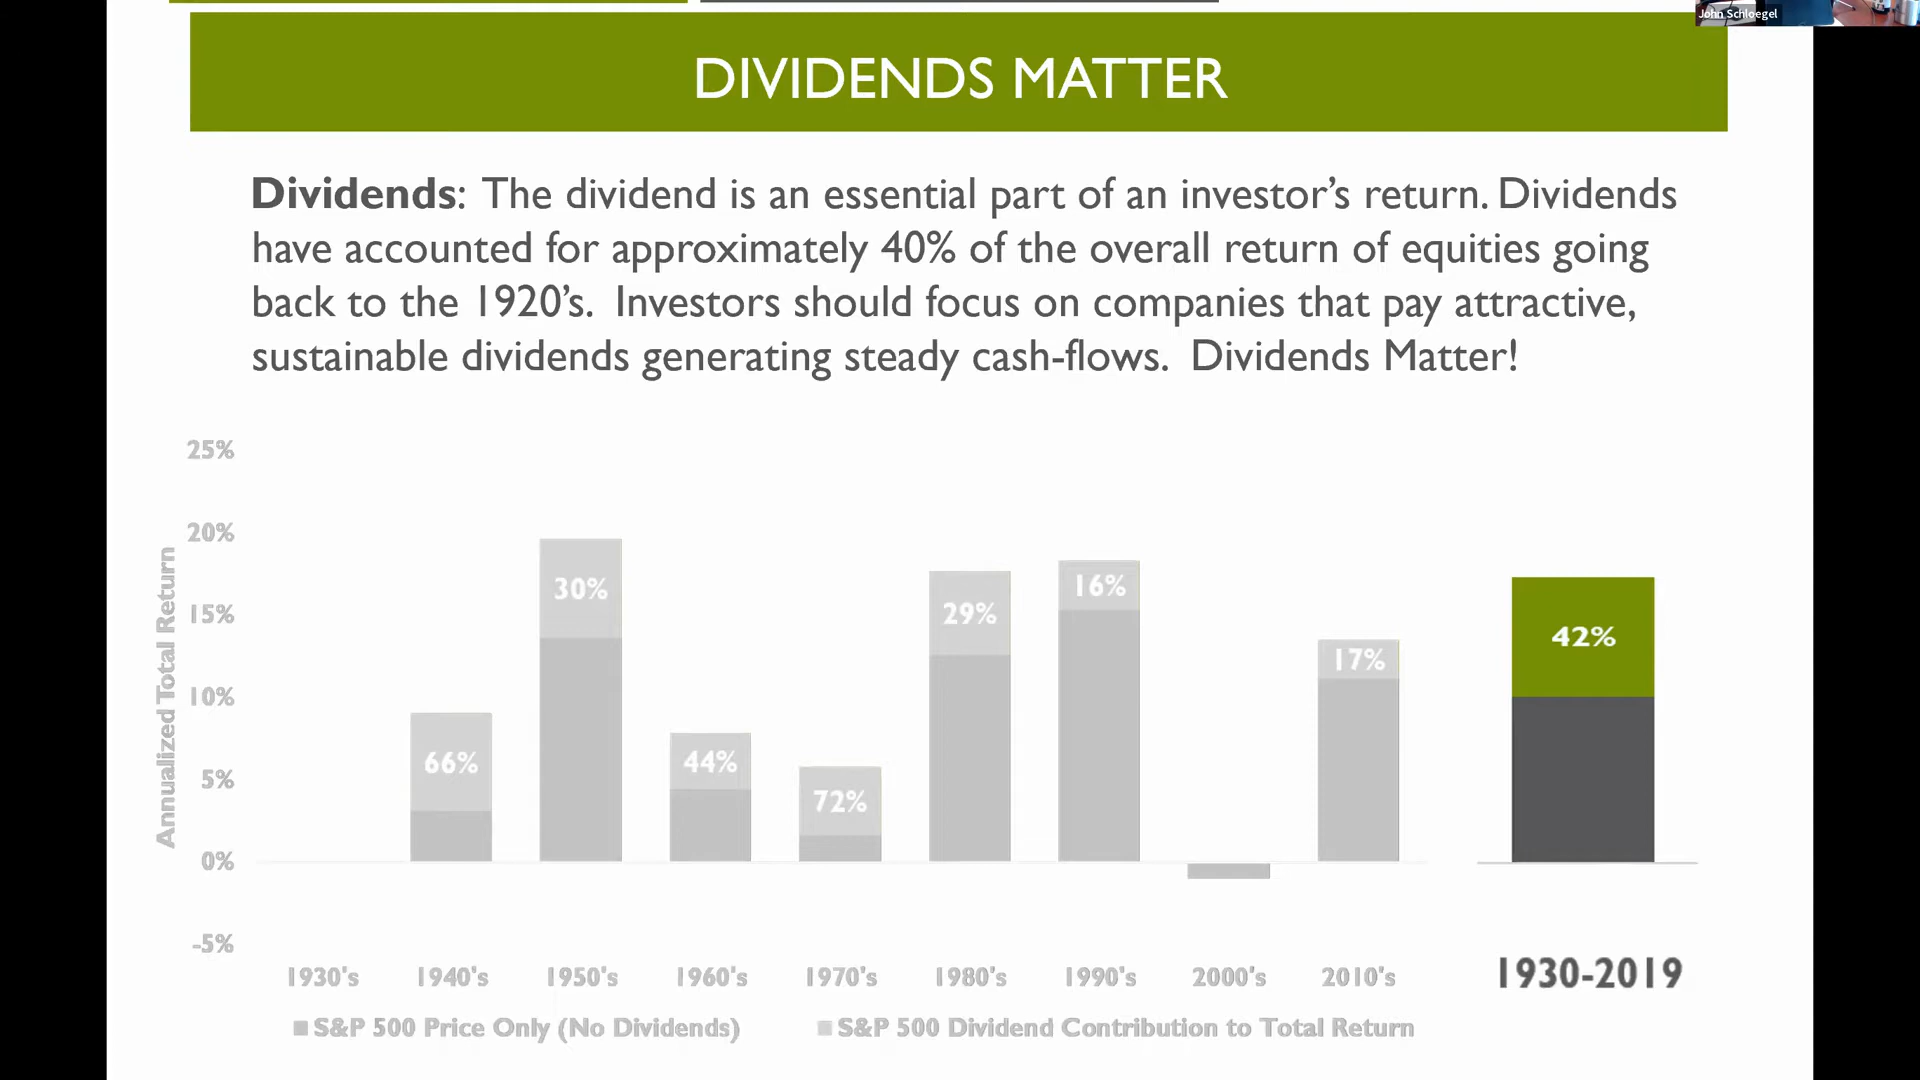 John Schloegel
DIVIDENDS MATTER
Dividends: The dividend is an essential part of an investor's return. Dividends
have accounted for approximately 40% of the overall return of equities going
back to the 1920's. Investors should focus on companies that pay attractive,
sustainable dividends generating steady cash-flows. Dividends Matter!
Annualized Total Return
25%
20%
15%
10%
5%
0%
-5%
66%
30%
44%
72%
29%
16%
17%
42%
1930's 1940's 1950's 1960's 1970's 1980's 1990's 2000's 2010's 1930-2019
S&P 500 Price Only (No Dividends) S&P 500 Dividend Contribution to Total Return